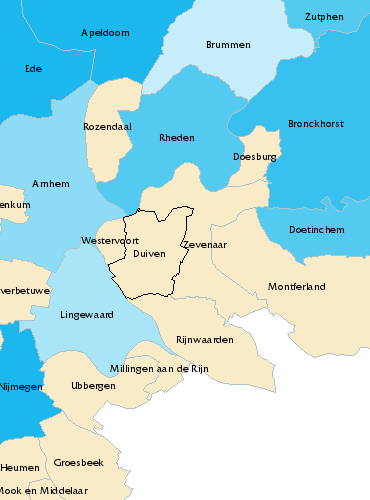 Zutphen
Apeldoorn
Brummen
Ede
Bronckhorst
Rozendaal
Rheden
Doesburg
Arnhem
enkum
Doetinchem
Westervoort
Zevenaar
Duiven
Montferland
verbetuwe
Lingewaard
Rijnwaarden
Millingen aan de Rijn
Nijmegen
Ubbergen
Groesbeek
Heumen
Mook en Middelaar